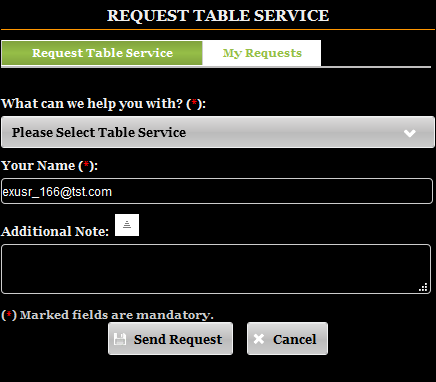 REQUEST TABLE SERVICE
Request Table Service My Requests
What can we help you with? (*):
Please Select Table Service
Your Name (*):
exusr_166@tst.com
Additional Note:
(*) Marked fields are mandatory.
Send Request Cancel